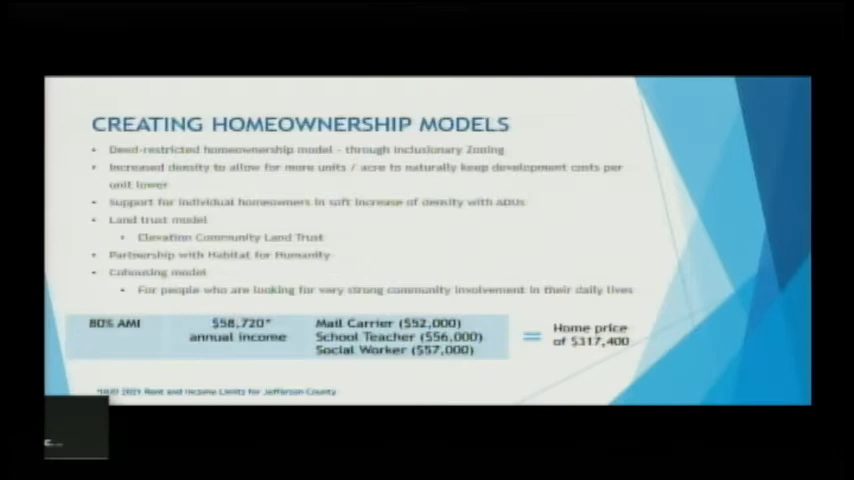 CREATING HOMEOWNERSHIP MODELS
• Deed-restricted homeownership model - through Inclusionary Zoning
• Increased density to allow for more units / acre to naturally keep development costs per
unit lower
• Support for individual homeowners in soft increase of density with ADUs
• Land trust model
• Elevation Community Land Trust
• Partnership with Habitat for Humanity
• Cohousing model
• For people who are looking for very strong community involvement in their daily lives
80% AMI
$58,720*
annual income
Mail Carrier ($52,000)
School Teacher ($56,000)
Social Worker ($57,000)
=
Home price
of $317,400
*HUD 2021 Rent and Income Limits for Jefferson County